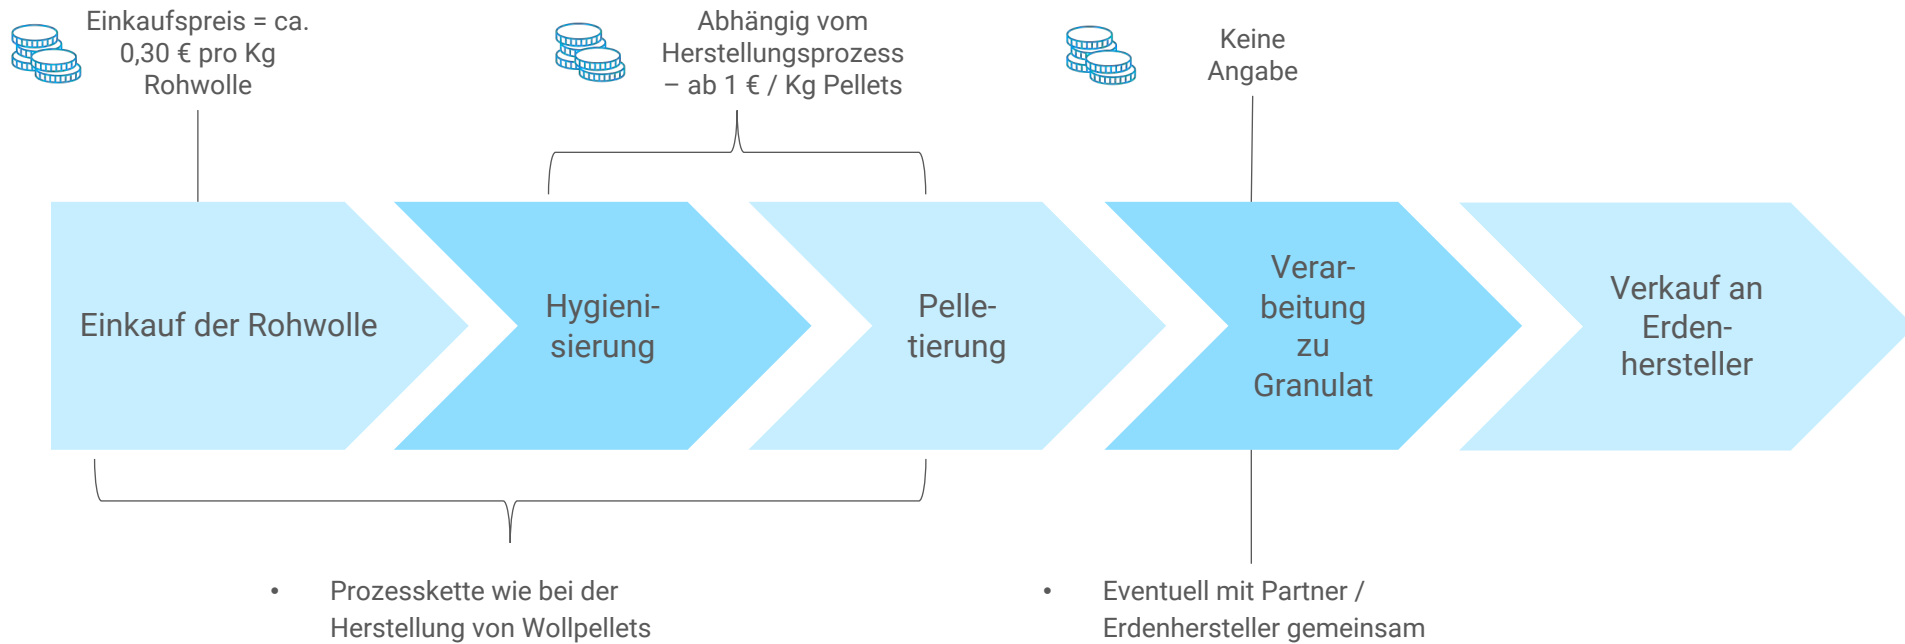 Einkaufspreis = ca.
0,30 € pro Kg
Rohwolle
Abhängig vom
Herstellungsprozess
– ab 1 € / Kg Pellets
Keine
Angabe
Einkauf der Rohwolle
Hygieni-
sierung
Pelle-
tierung
Verar-
beitung
zu
Granulat
Verkauf an
Erden-
hersteller
• Prozesskette wie bei der
Herstellung von Wollpellets
• Eventuell mit Partner /
Erdenhersteller gemeinsam